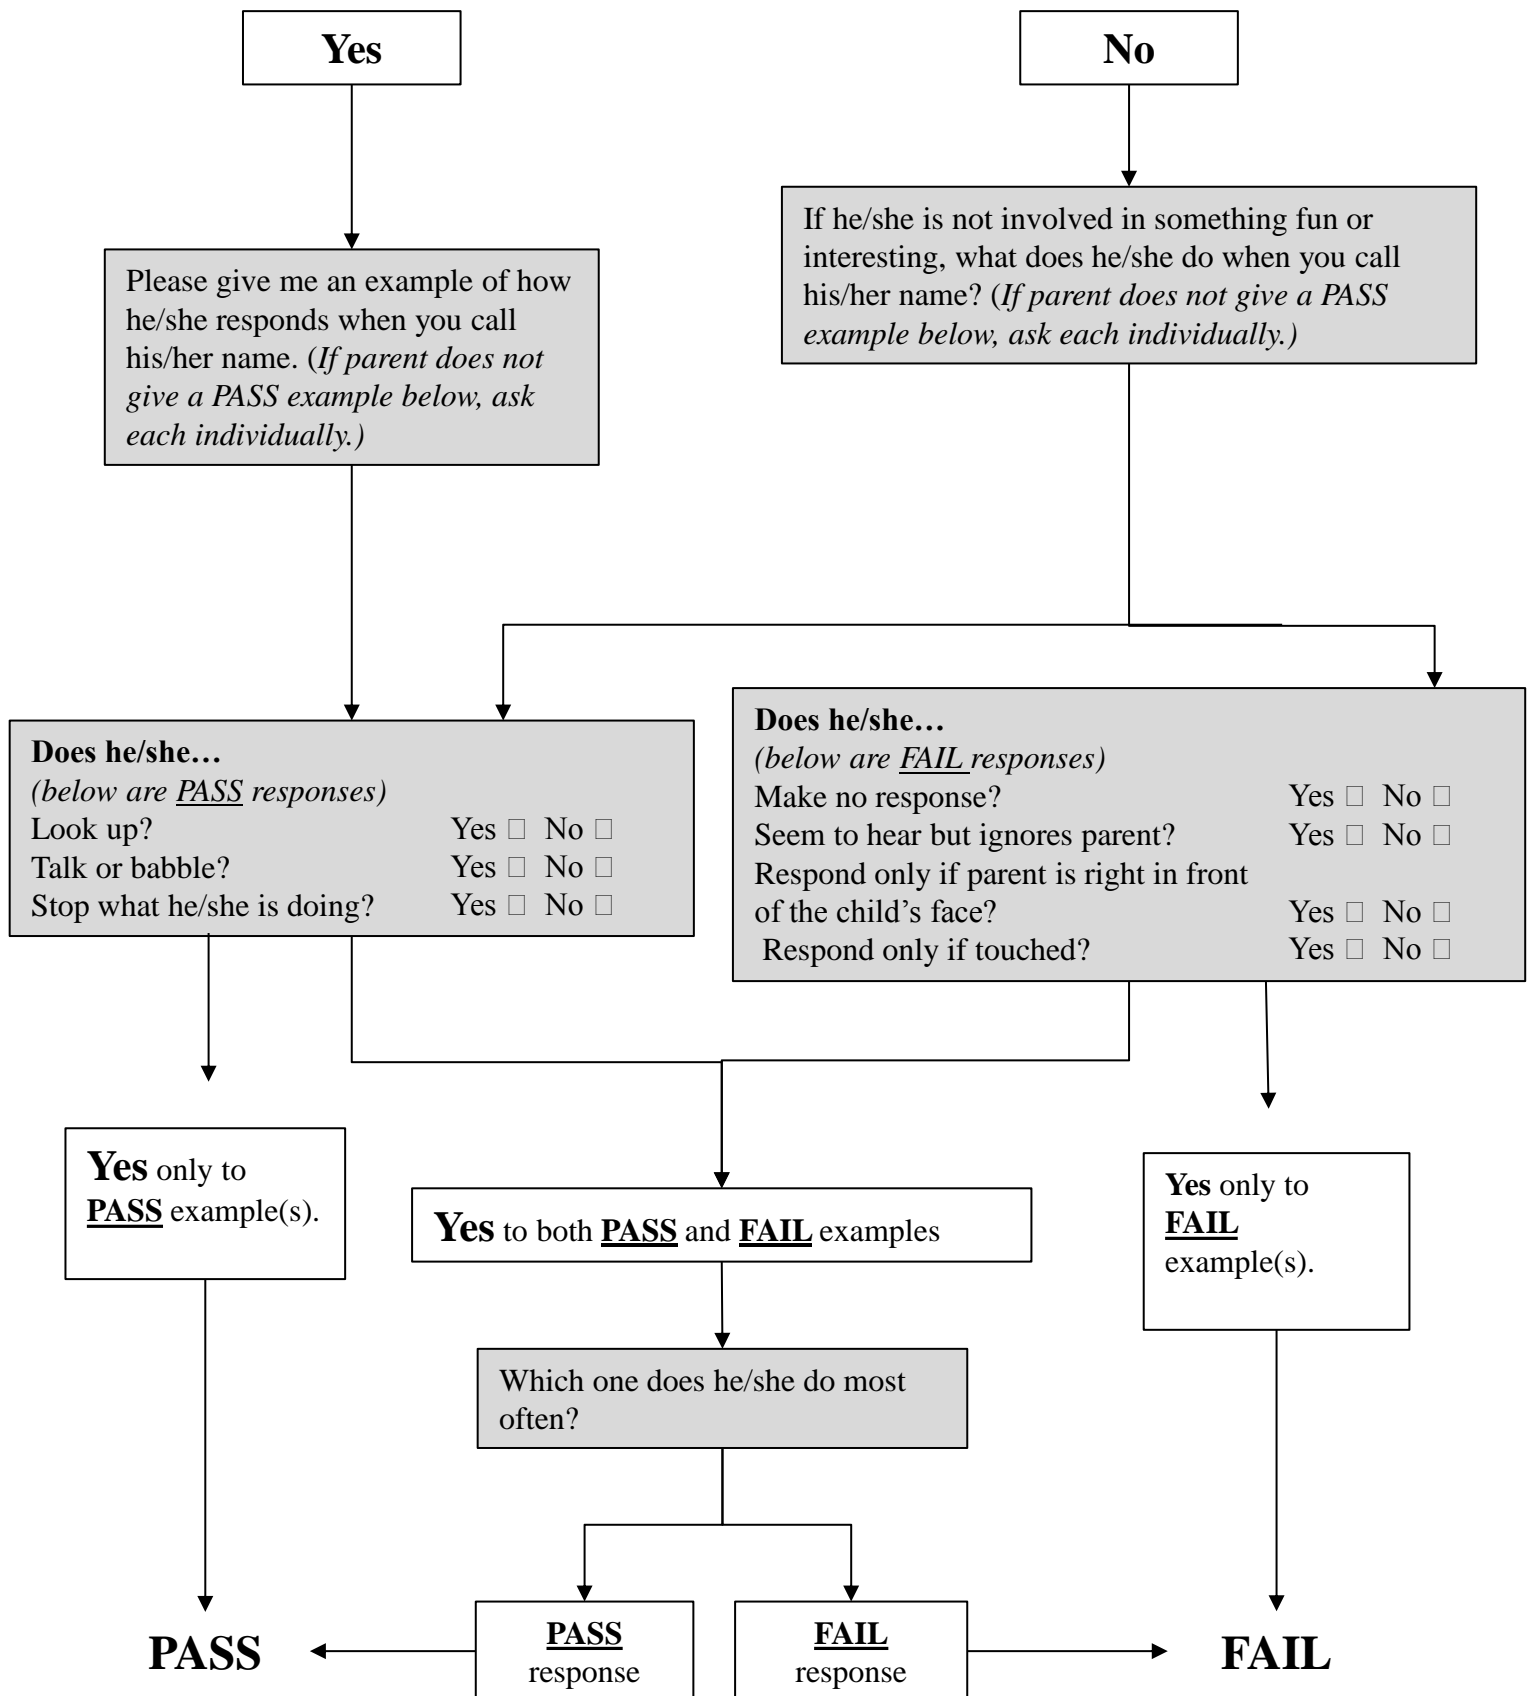 Yes
No
Please give me an example of how
he/she responds when you call
his/her name. (If parent does not
give a PASS example below, ask
each individually.)
If he/she is not involved in something fun or
interesting, what does he/she do when you call
his/her name? (If parent does not give a PASS
example below, ask each individually.)
Does he/she…
(below are PASS responses)
Look up? Yes □ No □
Talk or babble? Yes □ No □
Stop what he/she is doing? Yes □ No □
Does he/she…
(below are FAIL responses)
Make no response? Yes □ No □
Seem to hear but ignores parent? Yes □ No □
Respond only if parent is right in front
of the child’s face? Yes □ No □
Respond only if touched? Yes □ No □
Yes only to
PASS example(s).
Yes to both PASS and FAIL examples
Yes only to
FAIL
example(s).
Which one does he/she do most
often?
PASS
PASS
response
FAIL
response
FAIL